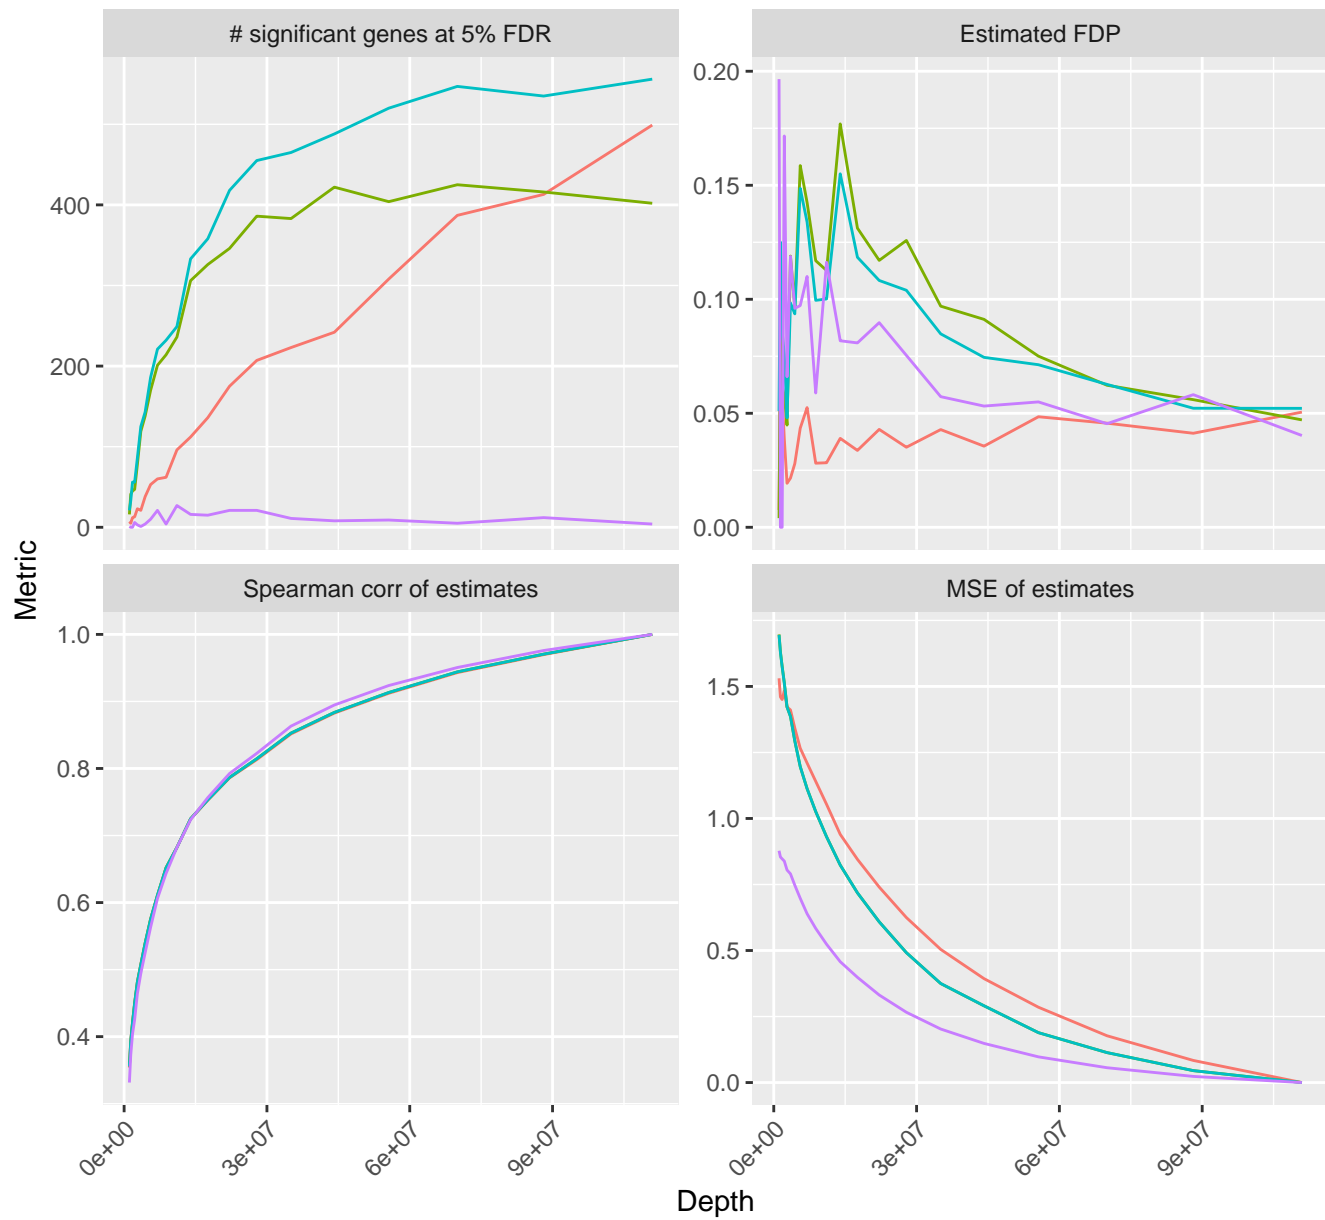 # significant genes at 5% FDR
Estimated FDP
400
200
0
0.20
0.15
0.10
0.05
0.00
Metric
Spearman corr of estimates
MSE of estimates
1.0
0.8
0.6
0.4
1.5
1.0
0.5
0.0
0e+00
3e+07
6e+07
9e+07
0e+00
3e+07
6e+07
9e+07
Depth